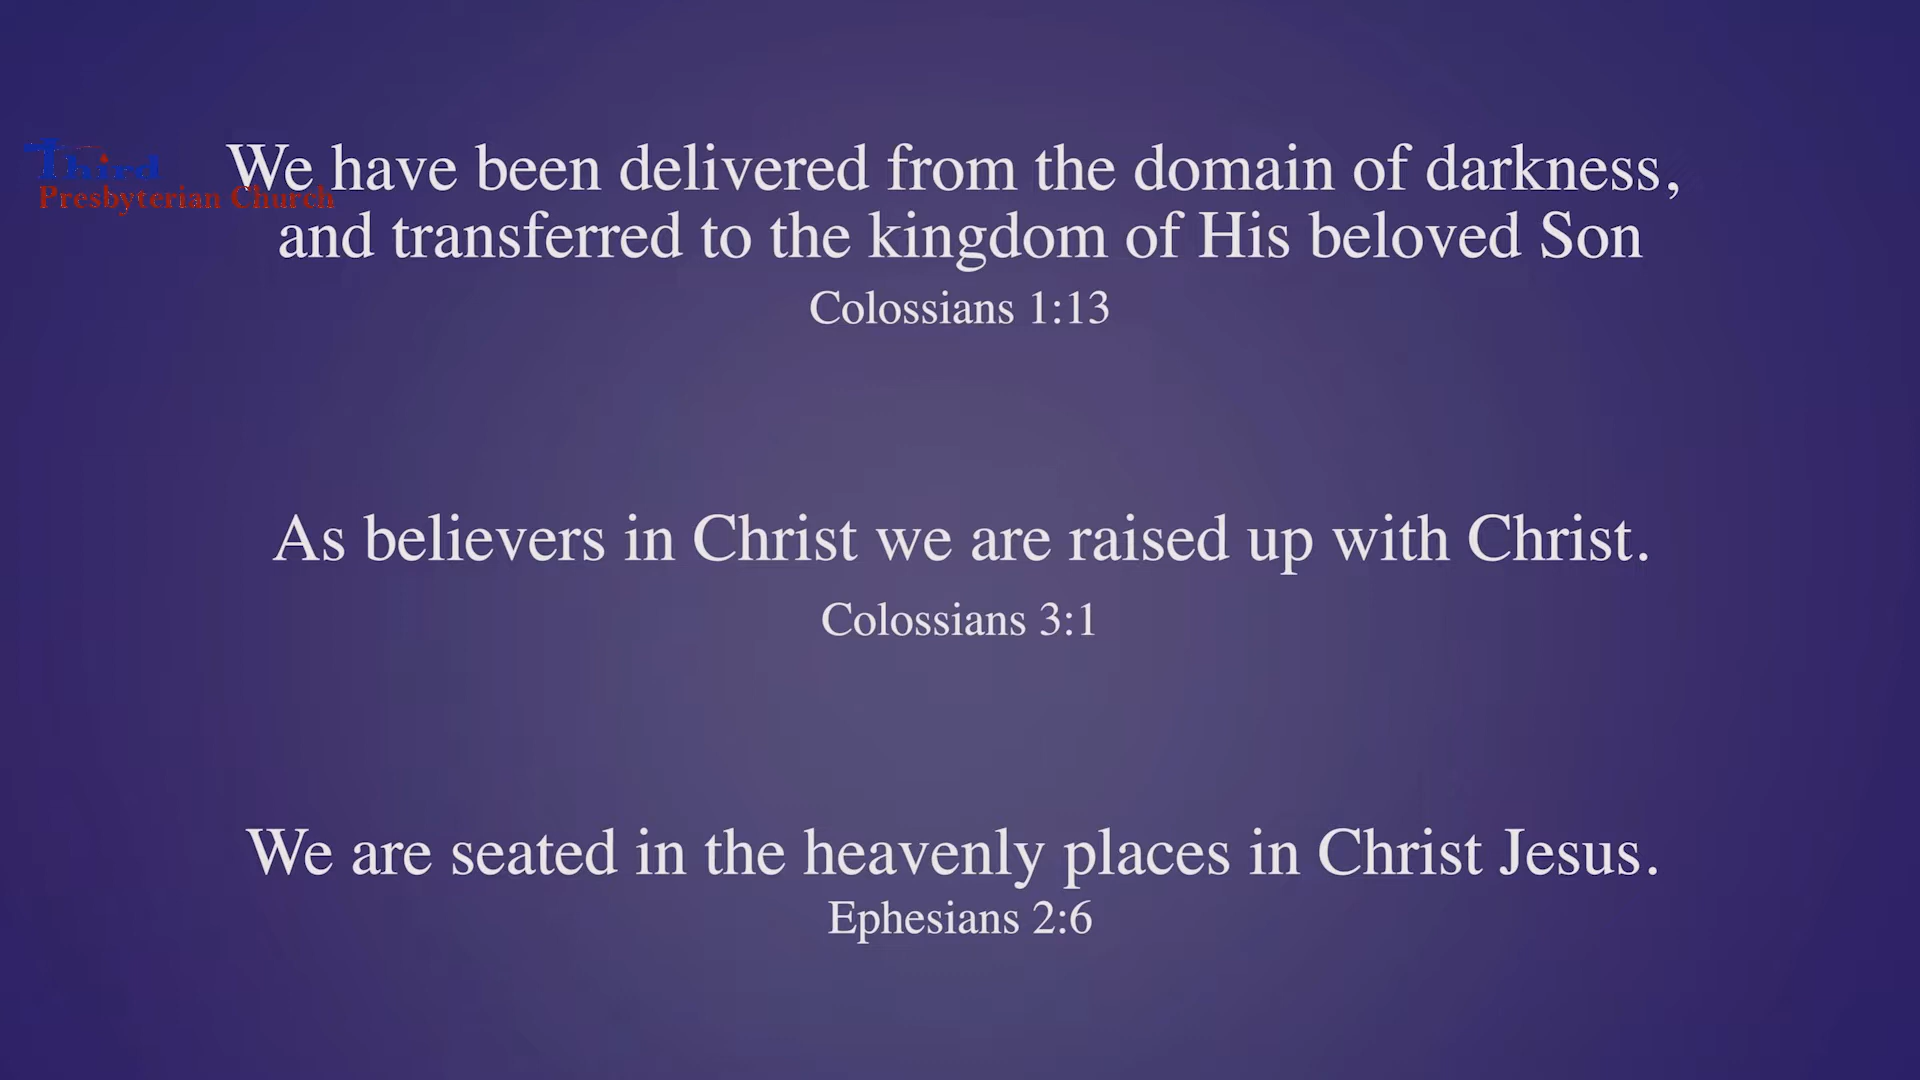 Third
Presbyterian Church
We have been delivered from the domain of darkness,
and transferred to the kingdom of His beloved Son
Colossians 1:13
As believers in Christ we are raised up with Christ.
Colossians 3:1
We are seated in the heavenly places in Christ Jesus.
Ephesians 2:6